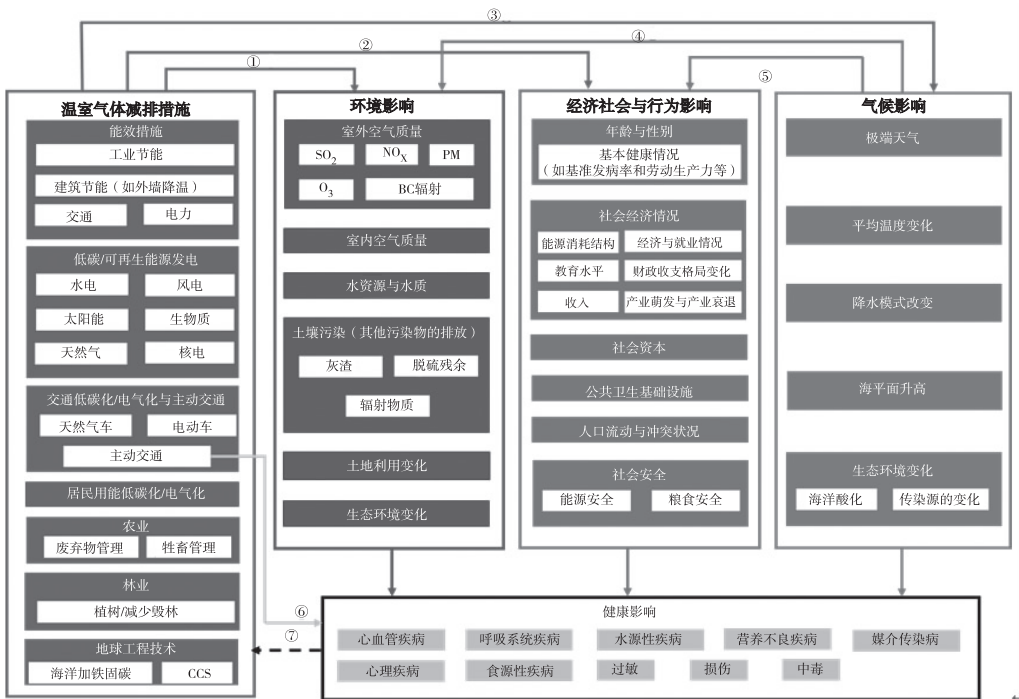 ③
④
②
①
⑤
温室气体减排措施
能效措施
工业节能
建筑节能（如外墙降温）
交通
电力
低碳/可再生能源发电
水电
风电
太阳能
生物质
天然气
核电
交通低碳化/电气化与主动交通
天然气车
电动车
主动交通
居民用能低碳化/电气化
农业
废弃物管理
牲畜管理
林业
植树/减少毁林
地球工程技术
海洋加铁固碳
CCS
环境影响
室外空气质量
SO2
NOX
PM
O3
BC辐射
室内空气质量
水资源与水质
土壤污染（其他污染物的排放）
灰渣
脱硫残余
辐射物质
土地利用变化
生态环境变化
经济社会与行为影响
年龄与性别
基本健康情况
（如基准发病率和劳动生产力等）
社会经济情况
能源消耗结构
经济与就业情况
教育水平
财政收支格局变化
收入
产业萌发与产业衰退
社会资本
公共卫生基础设施
人口流动与冲突状况
社会安全
能源安全
粮食安全
气候影响
极端天气
平均温度变化
降水模式改变
海平面升高
生态环境变化
海洋酸化
传染源的变化
⑥
⑦
健康影响
心血管疾病
呼吸系统疾病
水源性疾病
营养不良疾病
媒介传染病
心理疾病
食源性疾病
过敏
损伤
中毒